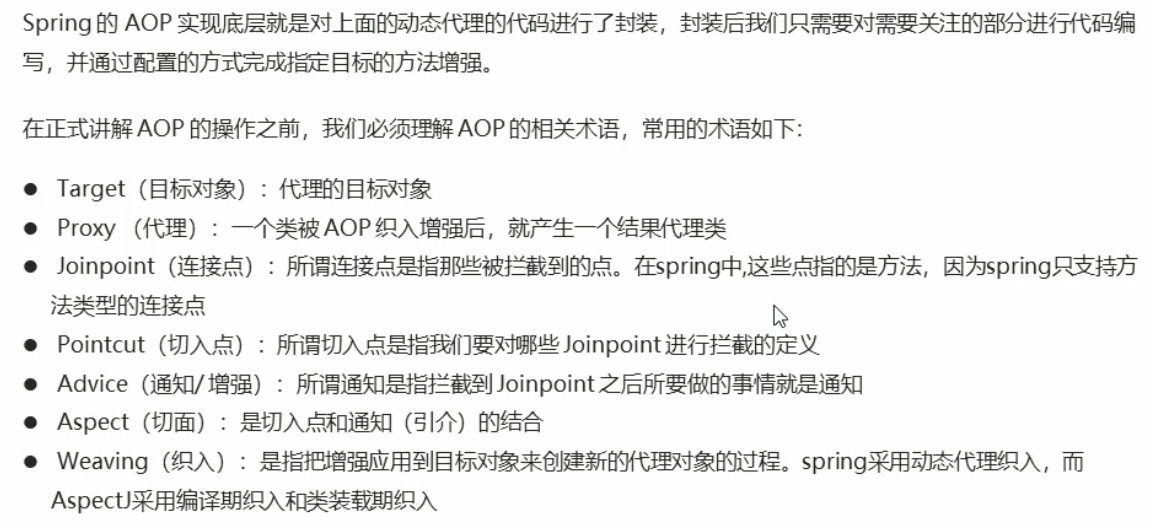 Spring 的 AOP 实现底层就是对上面的动态代理的代码进行了封装，封装后我们只需要对需要关注的部分进行代码编
写，并通过配置的方式完成指定目标的方法增强。
在正式讲解 AOP 的操作之前，我们必须理解 AOP 的相关术语，常用的术语如下：
● Target（目标对象）：代理的目标对象
● Proxy （代理）：一个类被 AOP 织入增强后，就产生一个结果代理类
● Joinpoint（连接点）：所谓连接点是指那些被拦截到的点。在spring中,这些点指的是方法，因为spring只支持方
法类型的连接点
● Pointcut（切入点）：所谓切入点是指我们要对哪些 Joinpoint 进行拦截的定义
● Advice（通知/ 增强）：所谓通知是指拦截到 Joinpoint 之后所要做的事情就是通知
● Aspect（切面）：是切入点和通知（引介）的结合
● Weaving（织入）：是指把增强应用到目标对象来创建新的代理对象的过程。spring采用动态代理织入，而
AspectJ采用编译期织入和类装载期织入